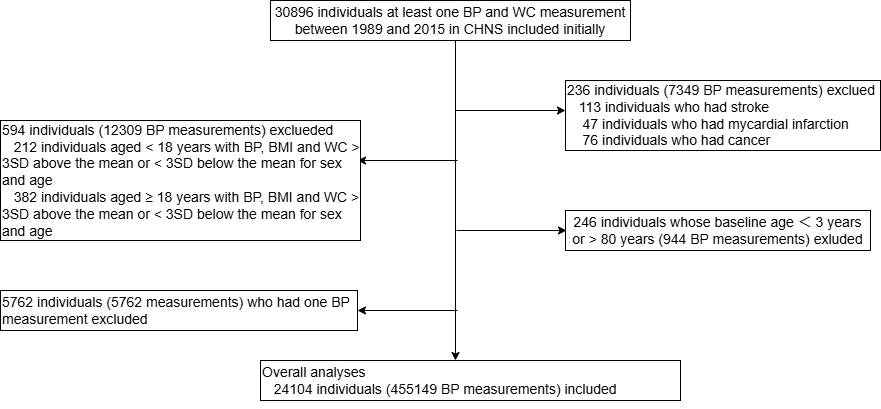 30896 individuals at least one BP and WC measurement
between 1989 and 2015 in CHNS included initially
236 individuals (7349 BP measurements) exclued
113 individuals who had stroke
47 individuals who had mycardial infarction
76 individuals who had cancer
594 individuals (12309 BP measurements) exclueded
212 individuals aged < 18 years with BP, BMI and WC >
3SD above the mean or < 3SD below the mean for sex
and age
382 individuals aged ≥ 18 years with BP, BMI and WC >
3SD above the mean or < 3SD below the mean for sex
and age
246 individuals whose baseline age < 3 years
or > 80 years (944 BP measurements) exluded
5762 individuals (5762 measurements) who had one BP
measurement excluded
Overall analyses
24104 individuals (455149 BP measurements) included